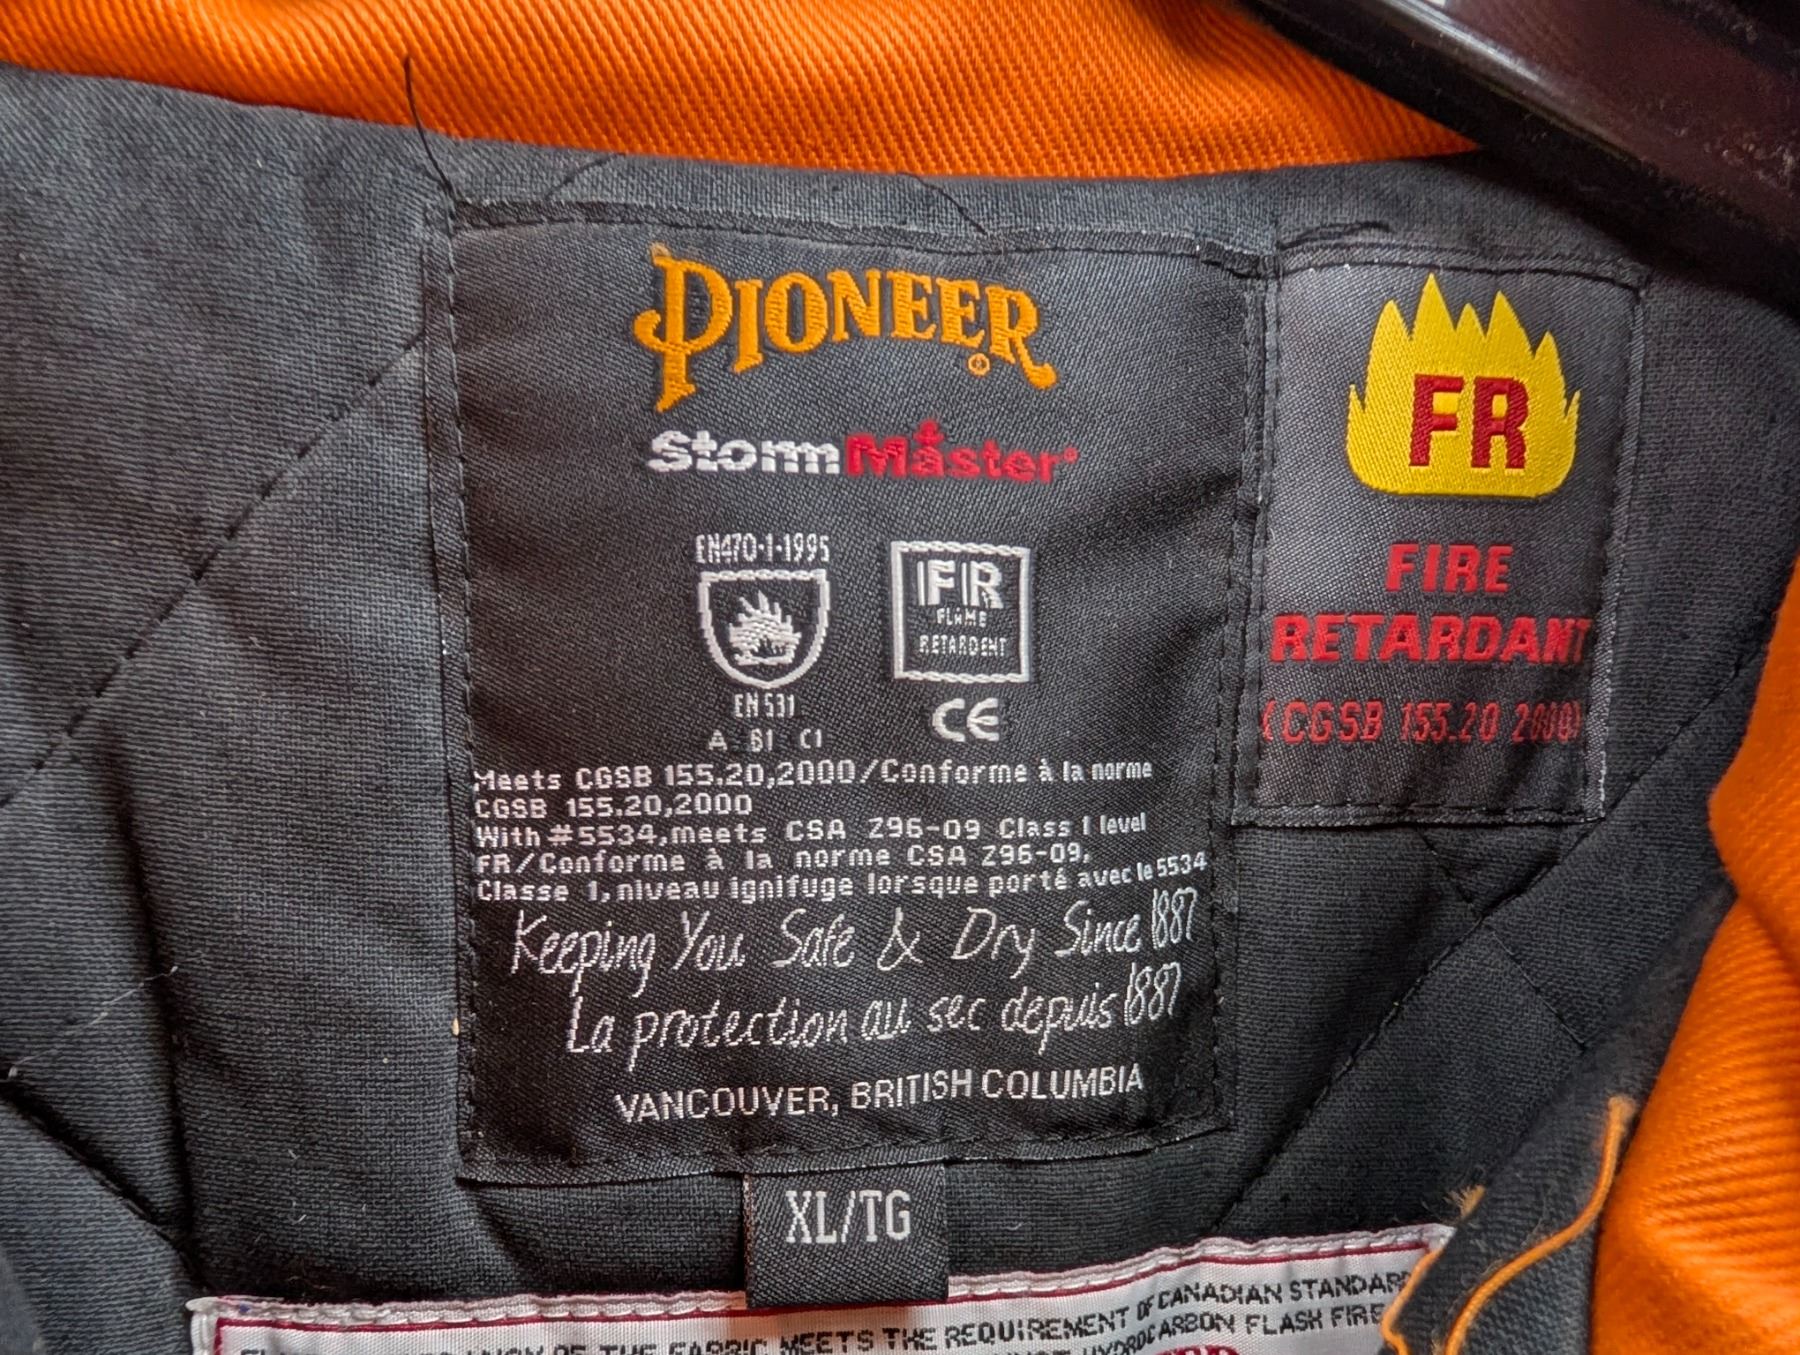 PIONEER®
StormMaster®
EN470-1-1995
FR
FLAME
RETARDENT
EN 531
A B1 C1
CE
Meets CGSB 155.20,2000/Conforme à la norme
CGSB 155.20,2000
With #5534,meets CSA Z96-09 Class 1 level
FR/Conforme à la norme CSA Z96-09,
Classe 1, niveau ignifuge lorsque porté avec le 5534
Keeping You Safe & Dry Since 1887
La protection au sec depuis 1887
VANCOUVER, BRITISH COLUMBIA
XL/TG
FR
FIRE
RETARDANT
(CGSB 155.20 2000)
OF THE FABRIC MEETS THE REQUIREMENT OF CANADIAN STANDARD
HYDROCARBON FLASH FIRE